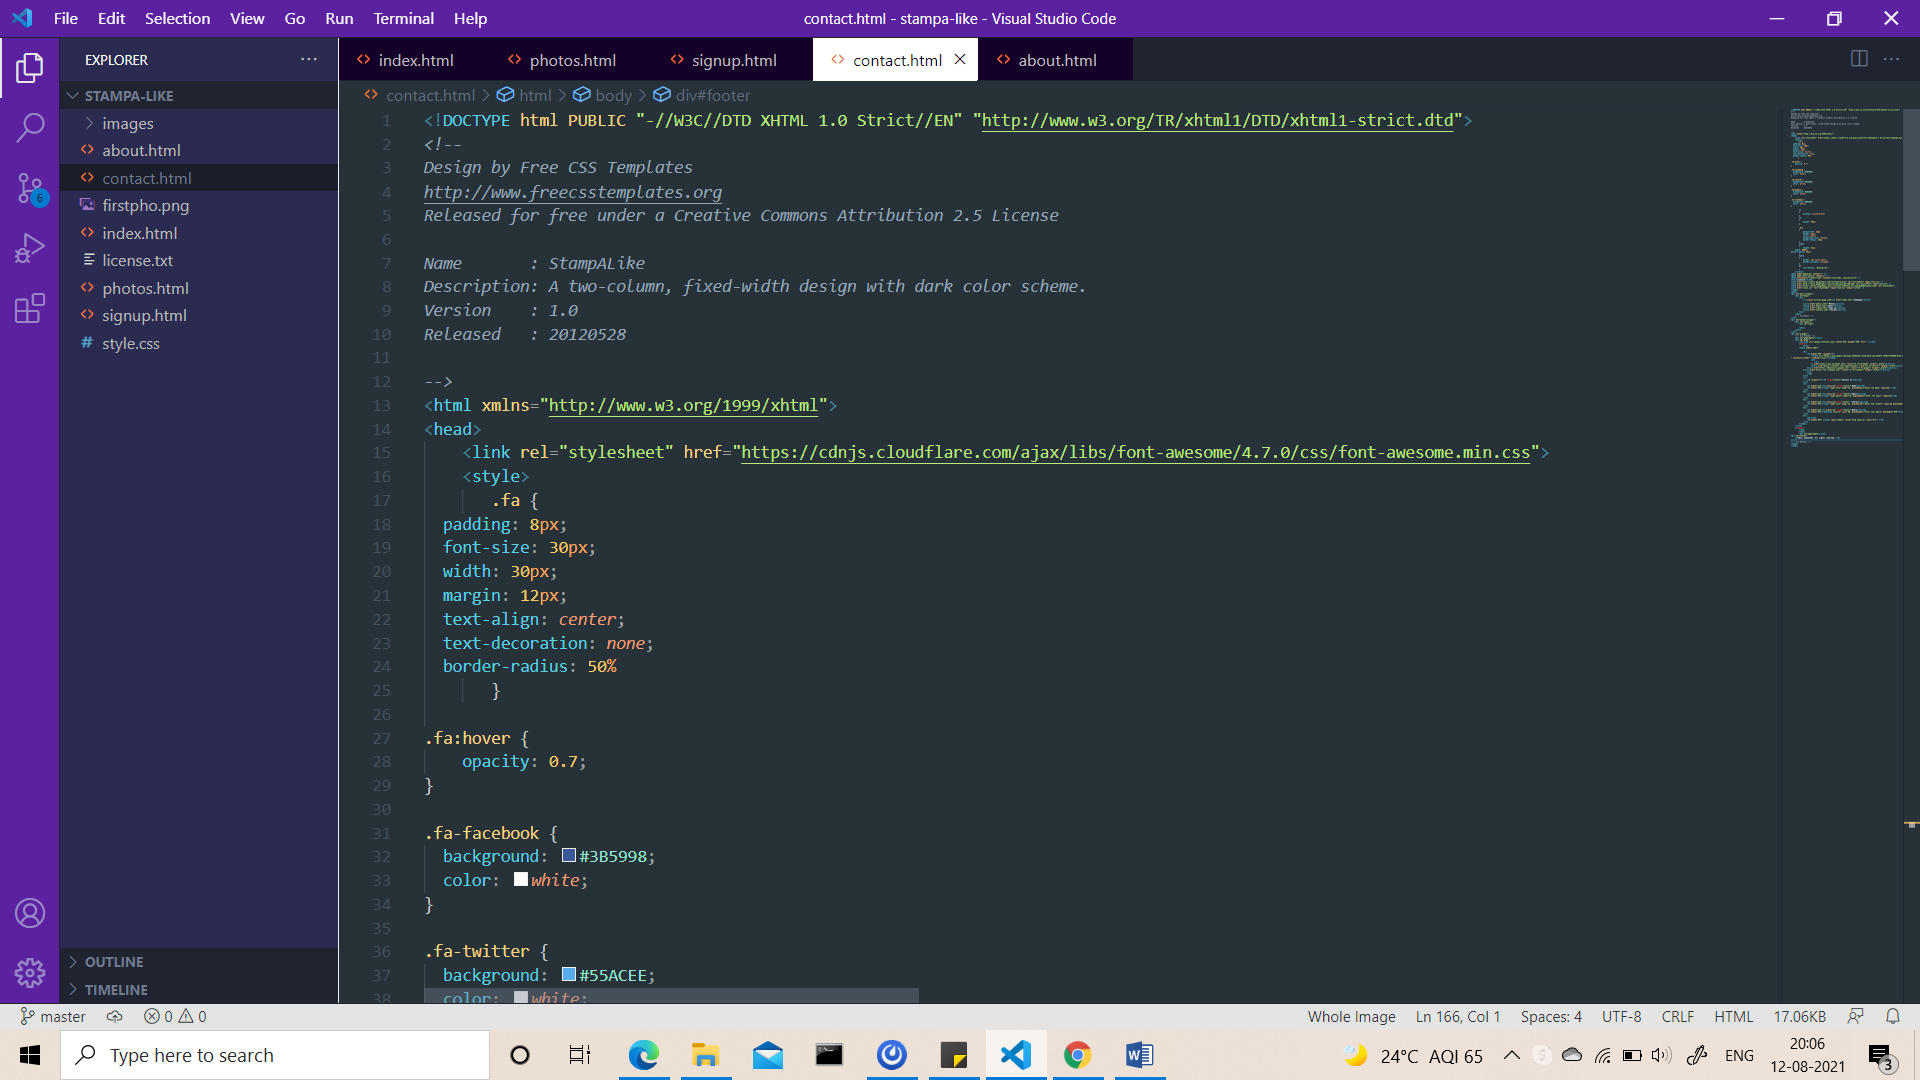 File Edit Selection View Go Run Terminal Help
contact.html - stampa-like - Visual Studio Code
EXPLORER
index.html photos.html signup.html contact.html about.html
STAMPA-LIKE
images
about.html
contact.html
firstpho.png
index.html
license.txt
photos.html
signup.html
style.css
OUTLINE
TIMELINE
contact.html > html > body > div#footer
1 <!DOCTYPE html PUBLIC "-//W3C//DTD XHTML 1.0 Strict//EN" "http://www.w3.org/TR/xhtml1/DTD/xhtml1-strict.dtd">
2 <!--
3 Design by Free CSS Templates
4 http://www.freecsstemplates.org
5 Released for free under a Creative Commons Attribution 2.5 License
6
7 Name       : StampALike
8 Description: A two-column, fixed-width design with dark color scheme.
9 Version    : 1.0
10 Released   : 20120528
11
12 -->
13 <html xmlns="http://www.w3.org/1999/xhtml">
14 <head>
15 <link rel="stylesheet" href="https://cdnjs.cloudflare.com/ajax/libs/font-awesome/4.7.0/css/font-awesome.min.css">
16 <style>
17 .fa {
18 padding: 8px;
19 font-size: 30px;
20 width: 30px;
21 margin: 12px;
22 text-align: center;
23 text-decoration: none;
24 border-radius: 50%
25 }
26
27 .fa:hover {
28 opacity: 0.7;
29 }
30
31 .fa-facebook {
32 background: #3B5998;
33 color: white;
34 }
35
36 .fa-twitter {
37 background: #55ACEE;
38 color: white;
6
master 0 0
Whole Image Ln 166, Col 1 Spaces: 4 UTF-8 CRLF HTML 17.06KB
Type here to search
24°C AQI 65 ENG
20:06
12-08-2021
3